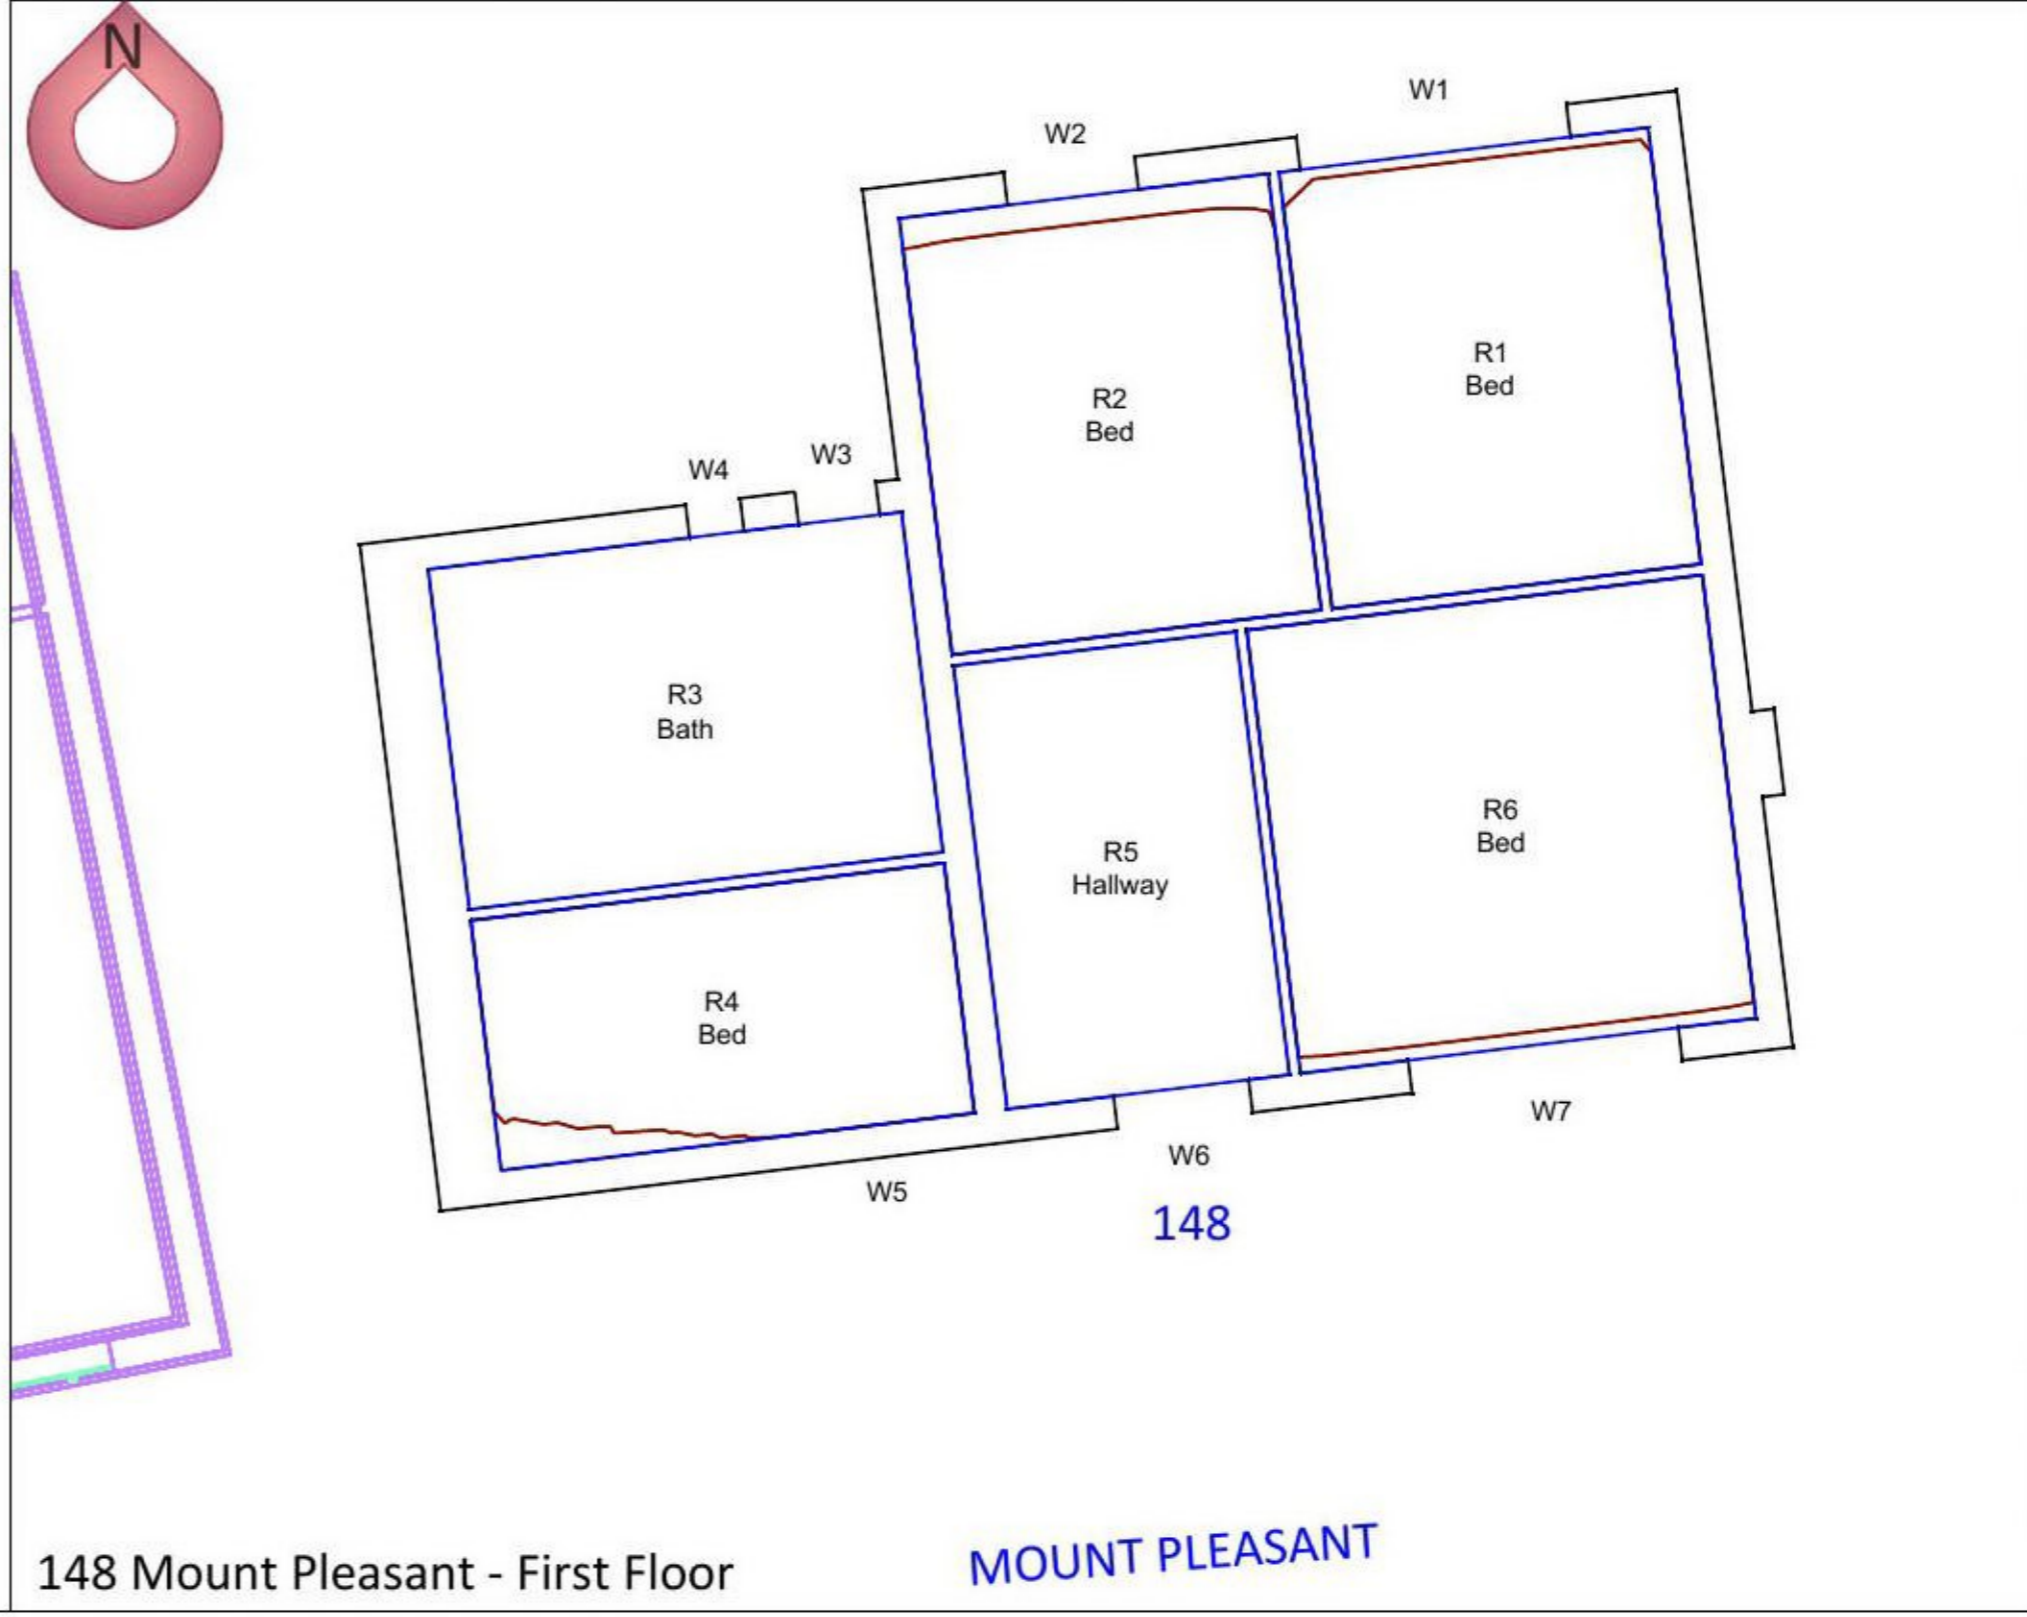 N
W1
W2
R1
Bed
R2
Bed
W3
W4
R3
Bath
R6
Bed
R5
Hallway
R4
Bed
W7
W6
W5
148
MOUNT PLEASANT
148 Mount Pleasant - First Floor